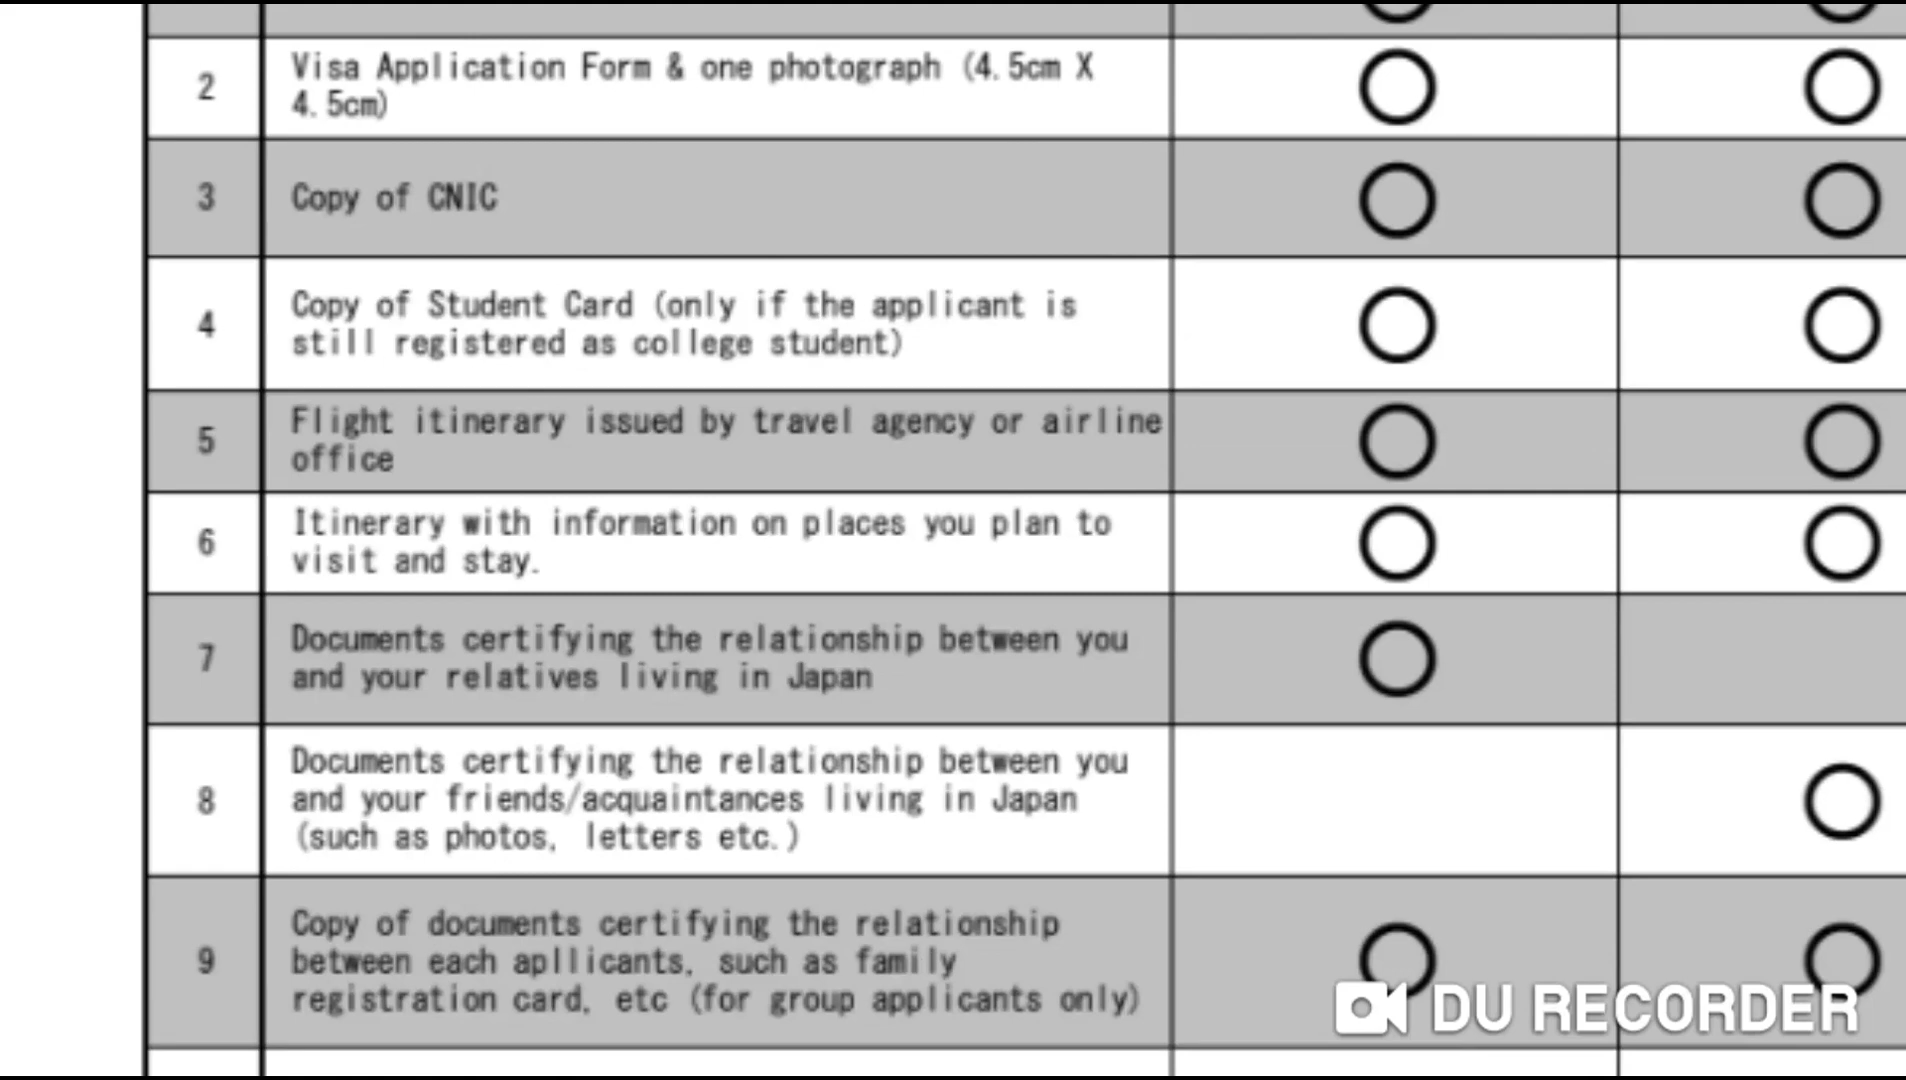 2
Visa Application Form & one photograph (4.5cm X
4.5cm)
3
Copy of CNIC
4
Copy of Student Card (only if the applicant is
still registered as college student)
5
Flight itinerary issued by travel agency or airline
office
6
Itinerary with information on places you plan to
visit and stay.
7
Documents certifying the relationship between you
and your relatives living in Japan
8
Documents certifying the relationship between you
and your friends/acquaintances living in Japan
(such as photos, letters etc.)
9
Copy of documents certifying the relationship
between each apllicants, such as family
registration card, etc (for group applicants only)
DU RECORDER